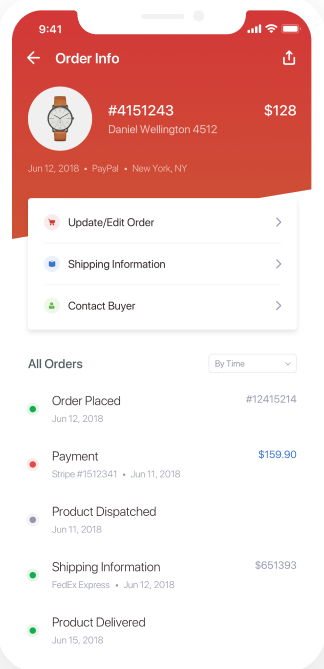 9:41
Order Info
#4151243 $128
Daniel Wellington 4512
Jun 12, 2018 • PayPal • New York, NY
Update/Edit Order
Shipping Information
Contact Buyer
All Orders By Time
Order Placed #12415214
Jun 12, 2018
Payment $159.90
Stripe #1512341 • Jun 11, 2018
Product Dispatched
Jun 11, 2018
Shipping Information $651393
FedEx Express • Jun 12, 2018
Product Delivered
Jun 15, 2018